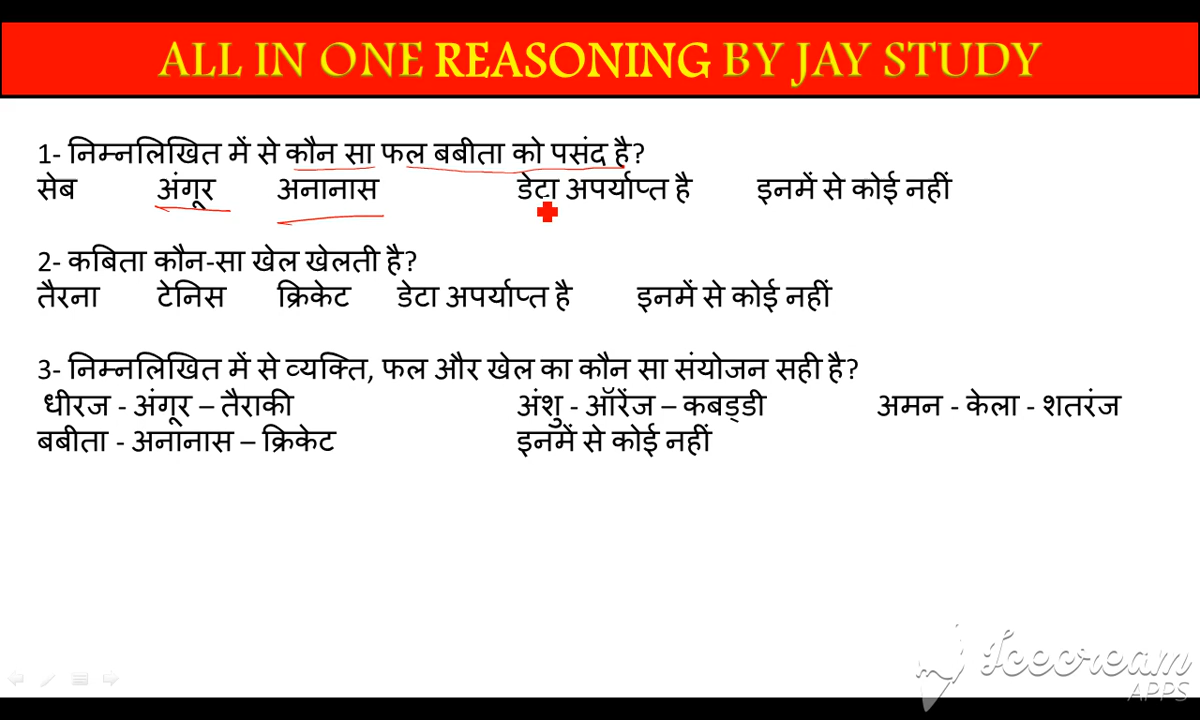 ALL IN ONE REASONING BY JAY STUDY
1- निम्नलिखित में से कौन सा फल बबीता को पसंद है?
सेब अंगूर अनानास डेटा अपर्याप्त है इनमें से कोई नहीं
2- कबिता कौन-सा खेल खेलती है?
तैरना टेनिस क्रिकेट डेटा अपर्याप्त है इनमें से कोई नहीं
3- निम्नलिखित में से व्यक्ति, फल और खेल का कौन सा संयोजन सही है?
धीरज - अंगूर – तैराकी अंशु - ऑरेंज – कबड्डी अमन - केला - शतरंज
बबीता - अनानास – क्रिकेट इनमें से कोई नहीं
Icecream
APPS